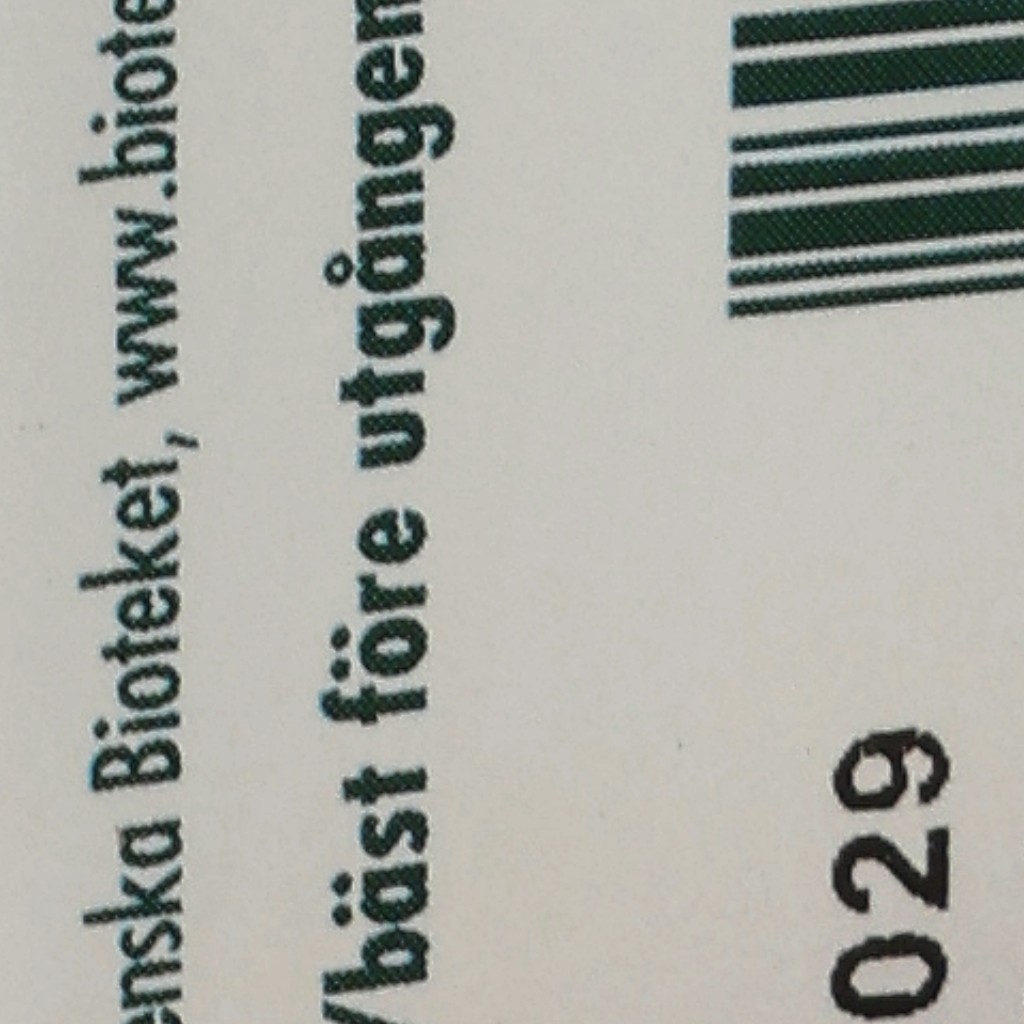 enska Bioteket, www.biote
/bäst före utgången
029